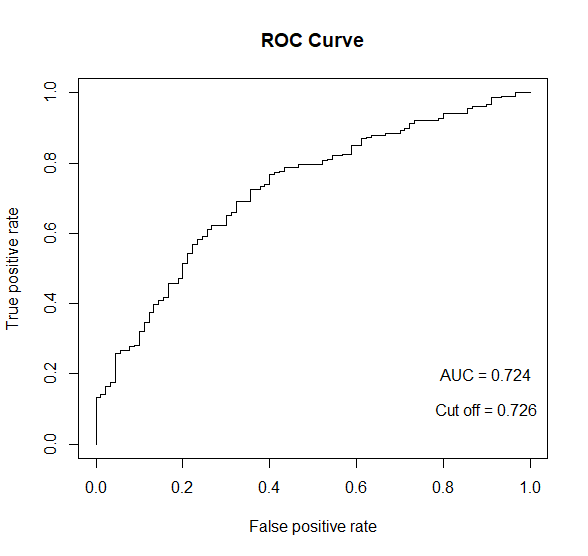 ROC Curve
True positive rate
1.0
0.8
0.6
0.4
0.2
0.0
AUC = 0.724
Cut off = 0.726
0.0 0.2 0.4 0.6 0.8 1.0
False positive rate